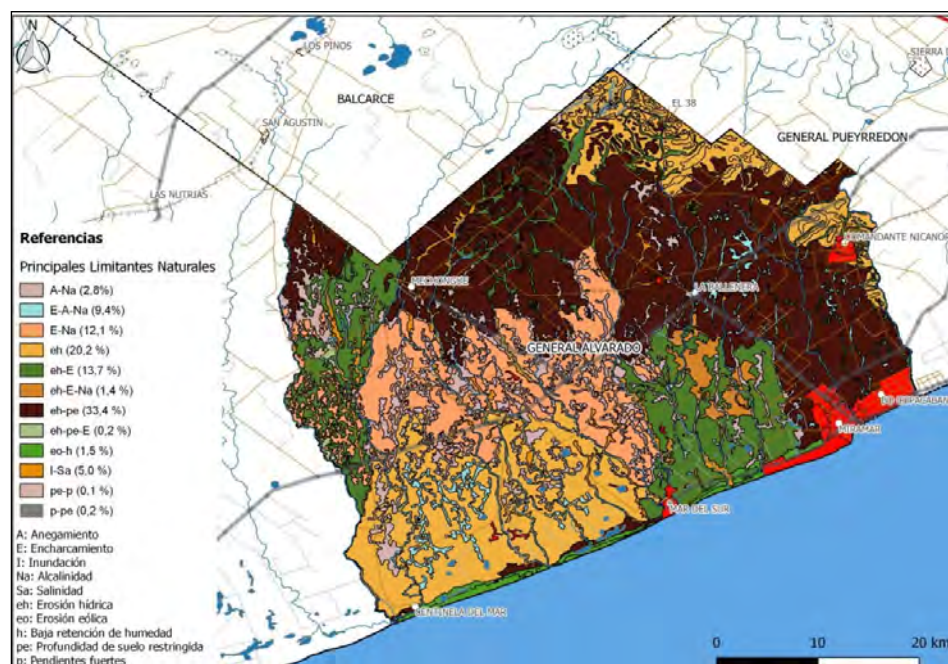 N
LOS PINOS
BALCARCE
SAN AGUSTIN
LAS NUTRIAS
EL 38
SIERRA
GENERAL PUEYRREDON
COMANDANTE NICANOR
MECHONGUE
LA BALLENERA
GENERAL ALVARADO
MIRAMAR
MAR DEL SUR
CENTINELA DEL MAR
Referencias
Principales Limitantes Naturales
A-Na (2,8%)
E-A-Na (9,4%)
E-Na (12,1 %)
eh (20,2 %)
eh-E (13,7 %)
eh-E-Na (1,4 %)
eh-pe (33,4 %)
eh-pe-E (0,2 %)
eo-h (1,5 %)
I-Sa (5,0 %)
pe-p (0,1 %)
p-pe (0,2 %)
A: Anegamiento
E: Encharcamiento
I: Inundación
Na: Alcalinidad
Sa: Salinidad
eh: Erosión hídrica
eo: Erosión eólica
h: Baja retención de humedad
pe: Profundidad de suelo restringida
p: Pendientes fuertes
0 10 20 km